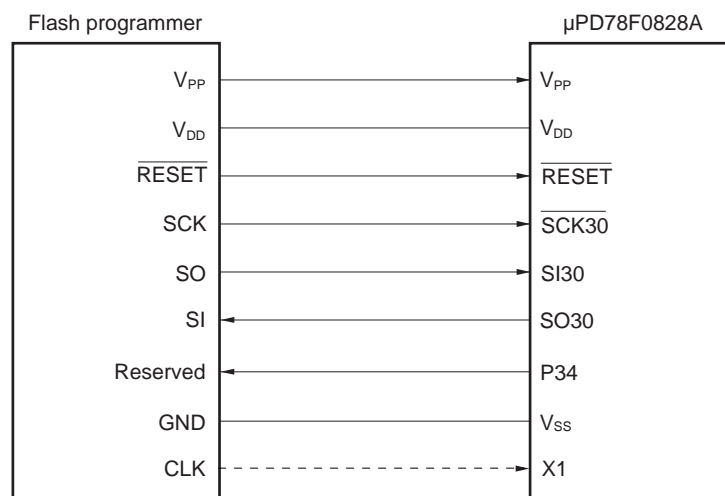 Flash programmer µPD78F0828A
VPP VPP
VDD VDD
RESET RESET
SCK SCK30
SO SI30
SI SO30
Reserved P34
GND VSS
CLK X1